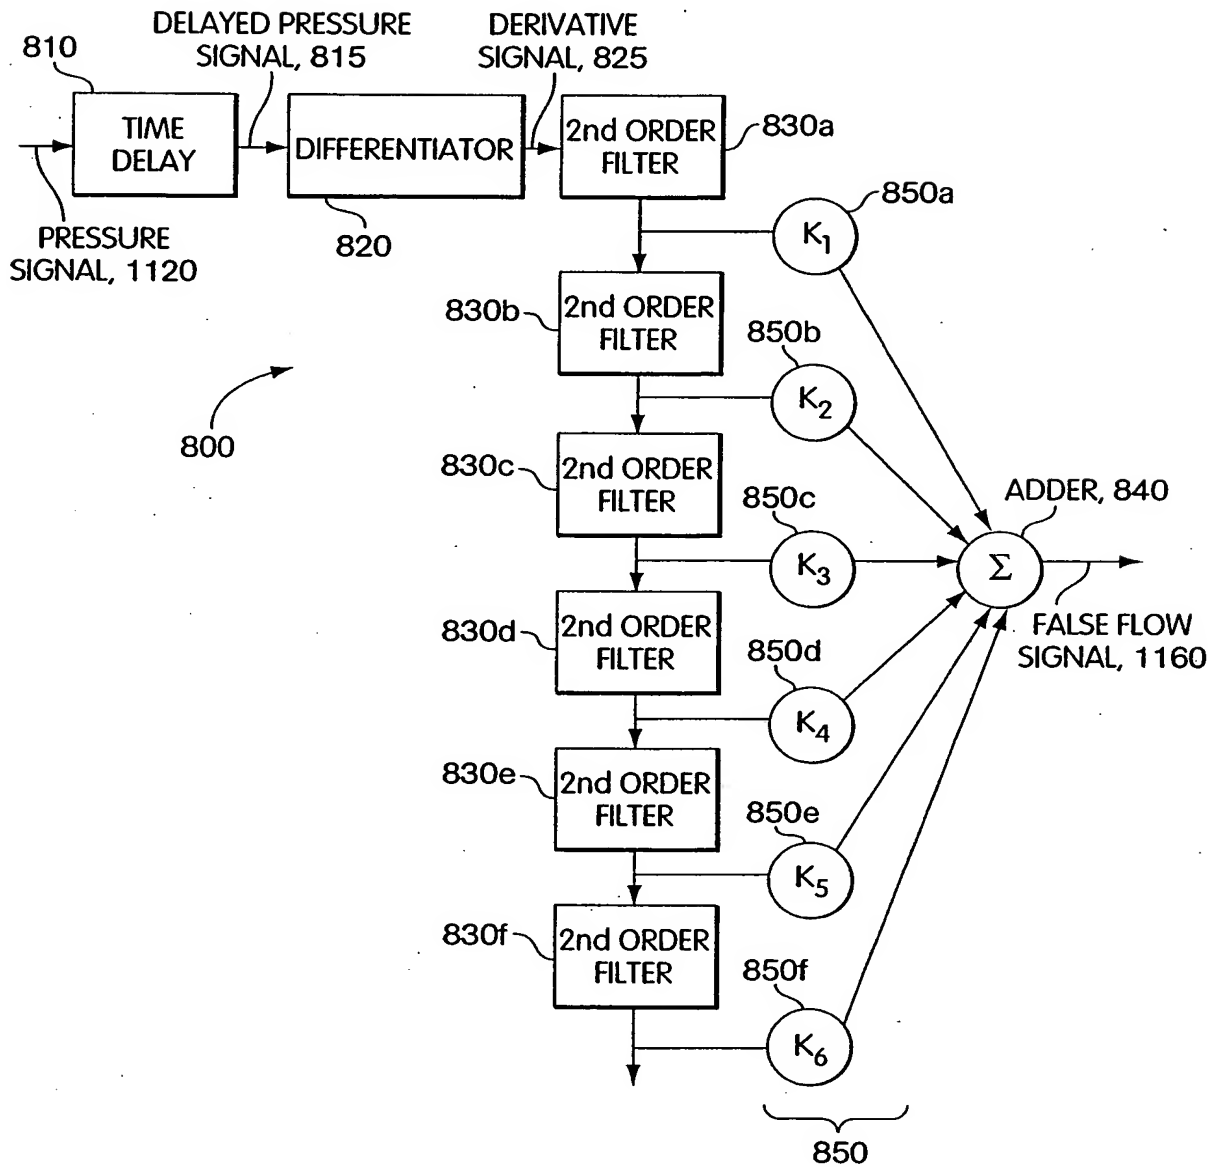 DELAYED PRESSURE
SIGNAL, 815
DERIVATIVE
SIGNAL, 825
810
TIME
DELAY
DIFFERENTIATOR
2nd ORDER
FILTER
830a
PRESSURE
SIGNAL, 1120
820
850a
K1
830b
2nd ORDER
FILTER
850b
K2
800
830c
2nd ORDER
FILTER
850c
K3
ADDER, 840
Σ
FALSE FLOW
SIGNAL, 1160
830d
2nd ORDER
FILTER
850d
K4
830e
2nd ORDER
FILTER
850e
K5
830f
2nd ORDER
FILTER
850f
K6
850